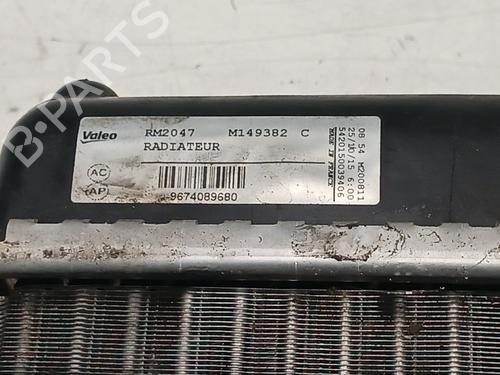 Valeo
RM2047 M149382 C
RADIATEUR
AC
AP
9674089680
08 54 M200811
25/10/15 6:00
5420150039406
MADE IN FRANCE
B-PARTS